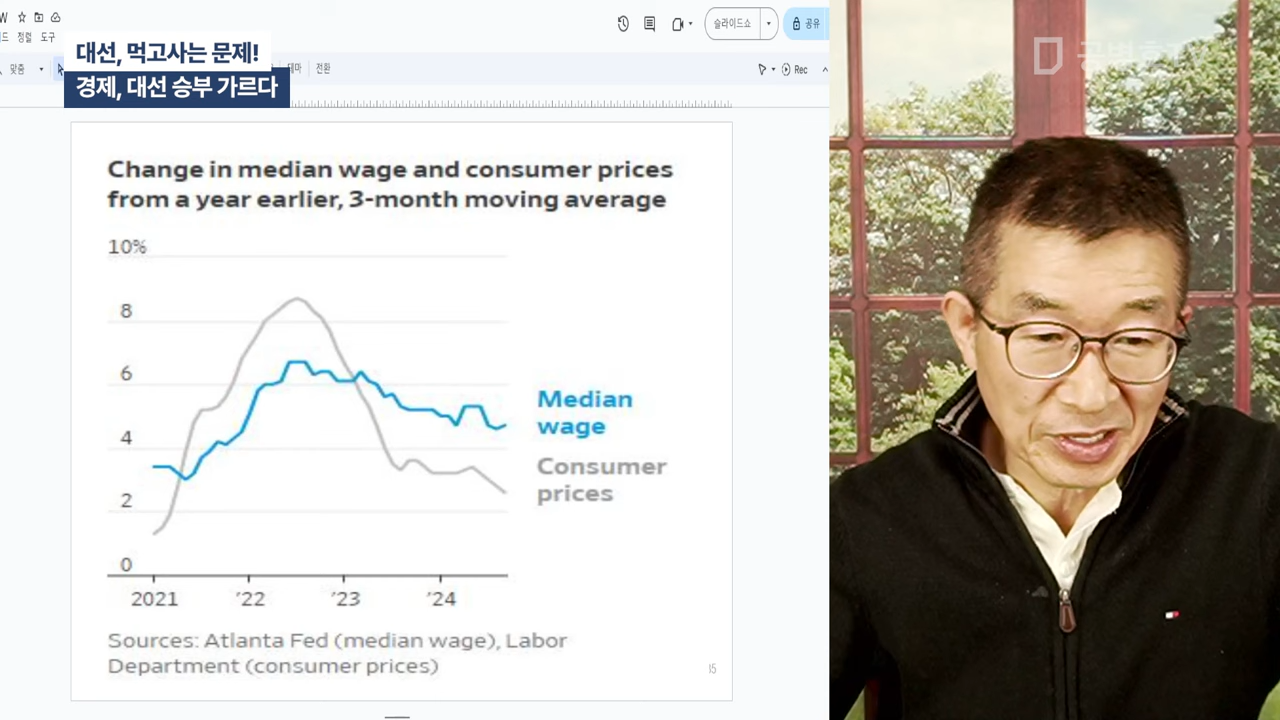 W
드 정렬 도구
슬라이드쇼
공유
대선, 먹고사는 문제!
경제, 대선 승부 가르다
맞춤
테마 전환
Rec
Change in median wage and consumer prices
from a year earlier, 3-month moving average
10%
8
6
4
2
0
2021 '22 '23 '24
Median
wage
Consumer
prices
Sources: Atlanta Fed (median wage), Labor
Department (consumer prices)